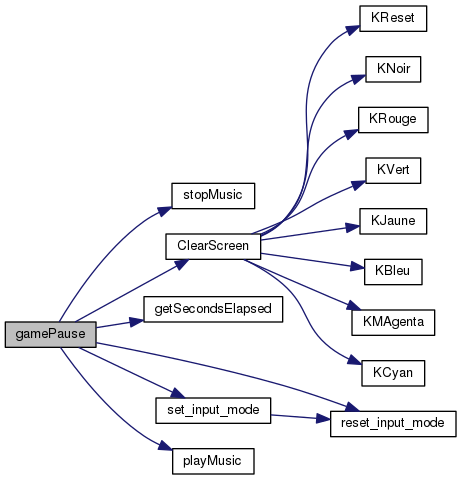 KReset
KNoir
KRouge
KVert
stopMusic
KJaune
ClearScreen
KBleu
getSecondsElapsed
KMAgenta
gamePause
KCyan
set_input_mode
reset_input_mode
playMusic